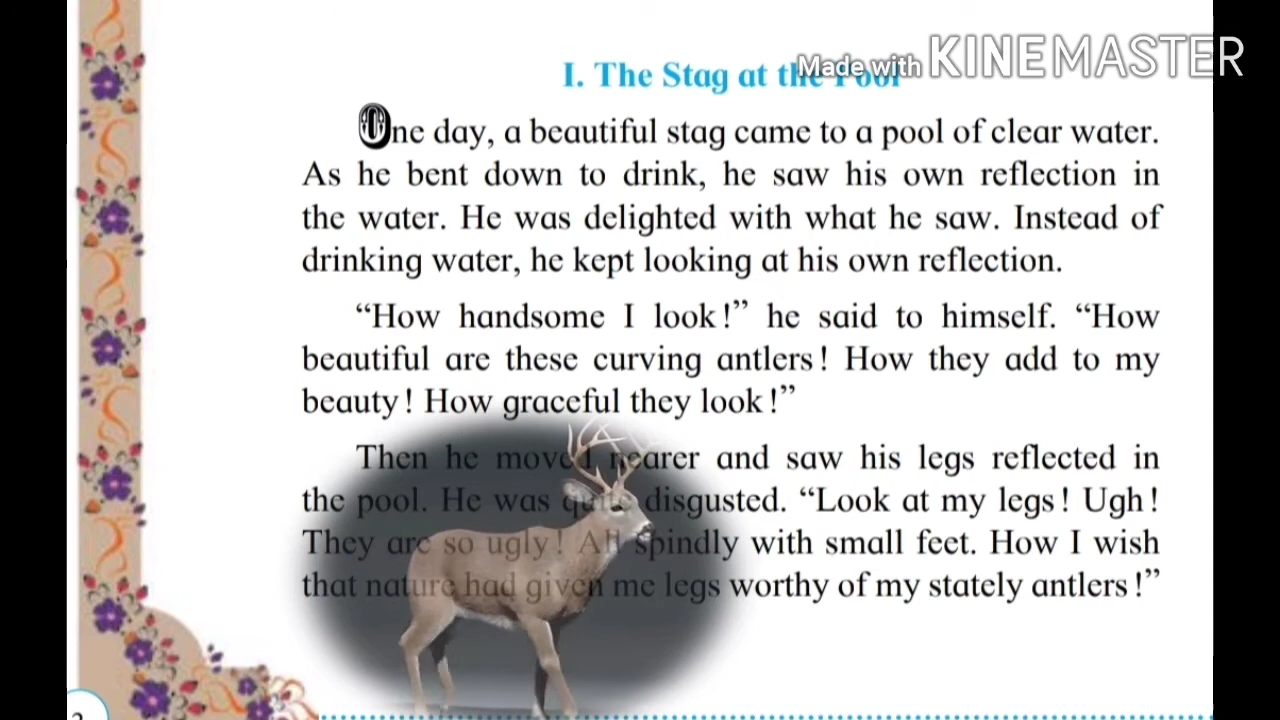 Made with KINEMASTER
I. The Stag at the Pool
One day, a beautiful stag came to a pool of clear water.
As he bent down to drink, he saw his own reflection in
the water. He was delighted with what he saw. Instead of
drinking water, he kept looking at his own reflection.
“How handsome I look!” he said to himself. “How
beautiful are these curving antlers! How they add to my
beauty! How graceful they look!”
Then he moved nearer and saw his legs reflected in
the pool. He was quite disgusted. “Look at my legs! Ugh!
They are so ugly! All spindly with small feet. How I wish
that nature had given me legs worthy of my stately antlers!”